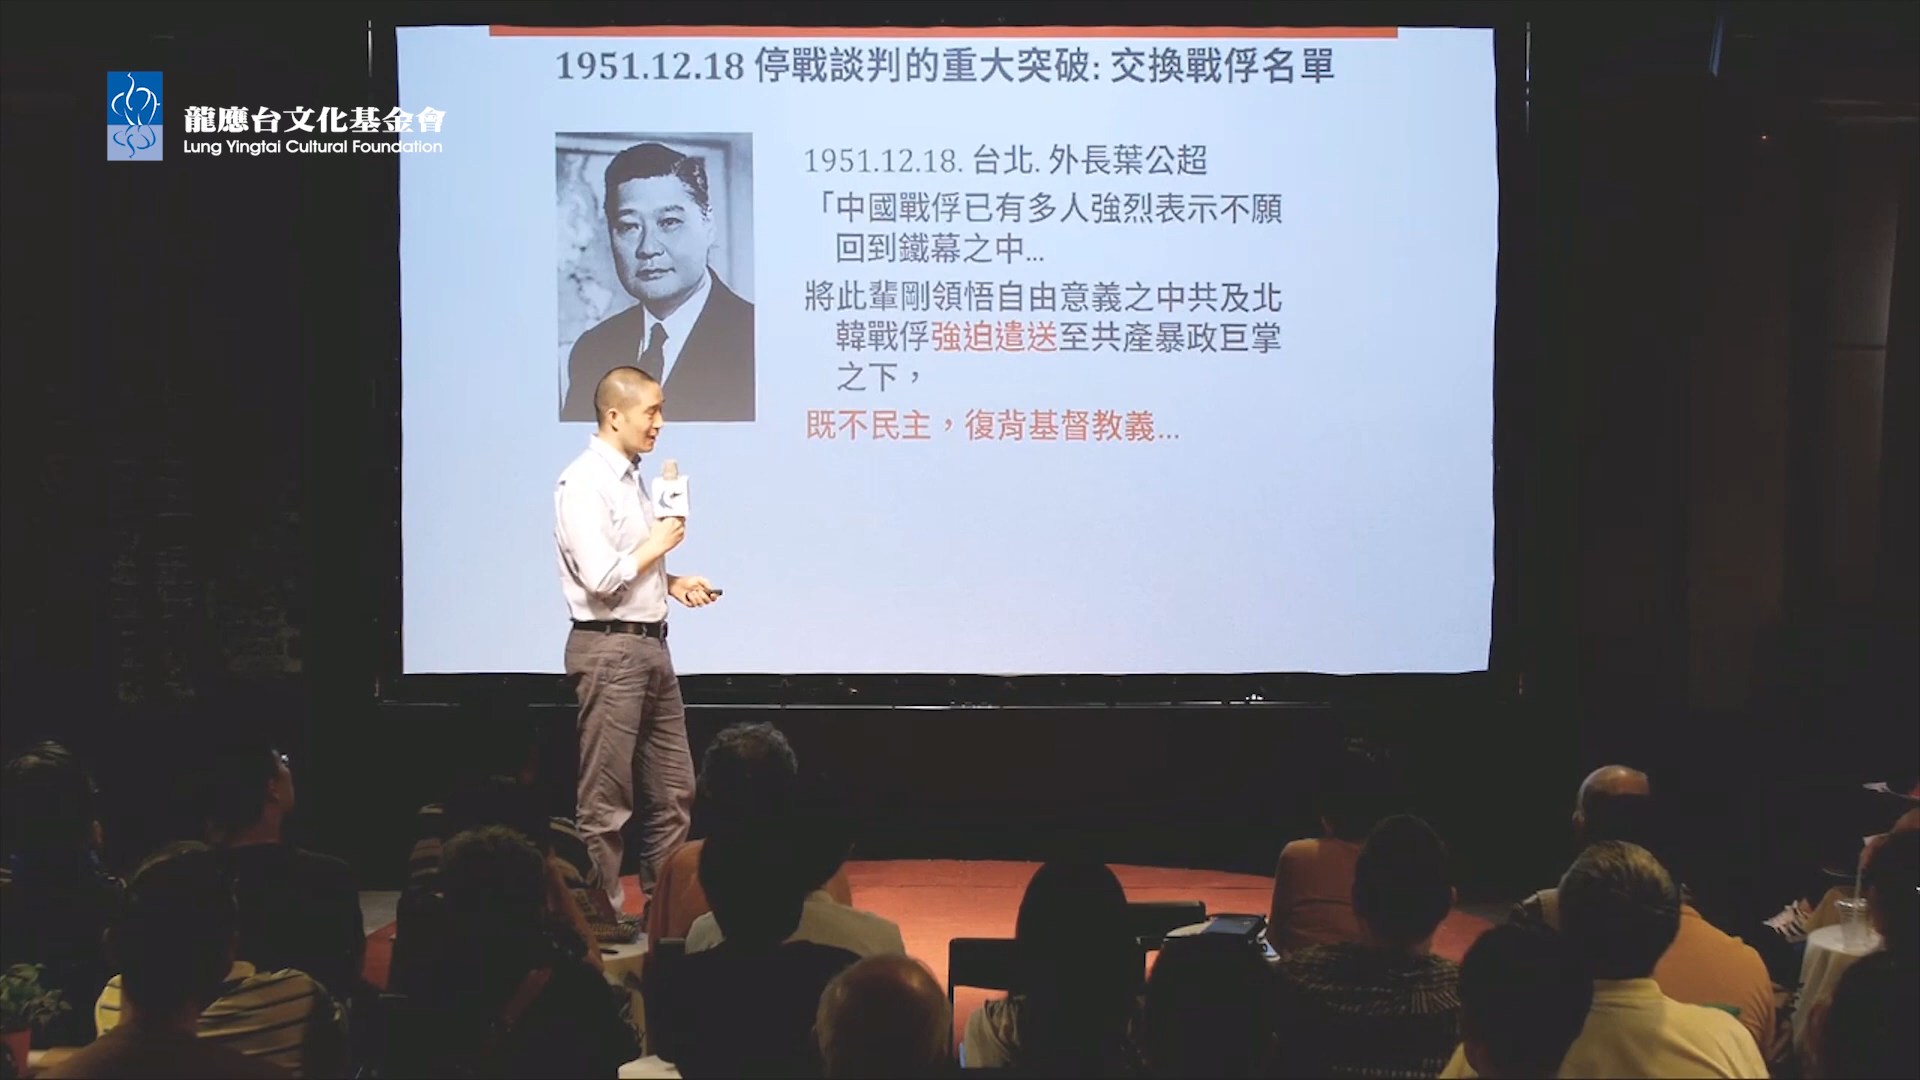 龍應台文化基金會
Lung Yingtai Cultural Foundation
1951.12.18 停戰談判的重大突破: 交換戰俘名單
1951.12.18. 台北. 外長葉公超
「中國戰俘已有多人強烈表示不願
回到鐵幕之中...
將此輩剛領悟自由意義之中共及北
韓戰俘強迫遣送至共產暴政巨掌
之下，
既不民主，復背基督教義...